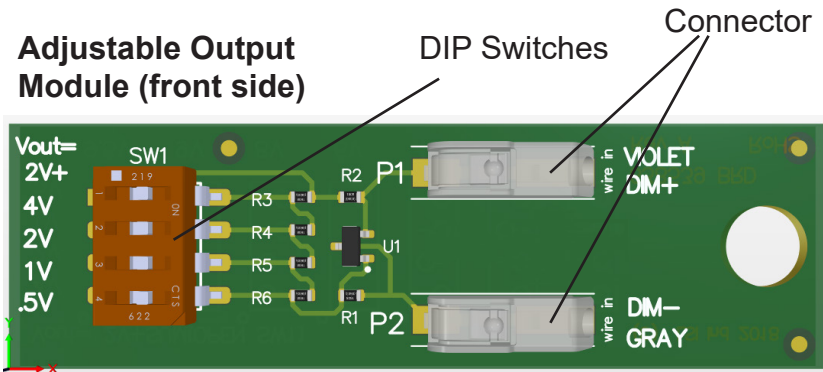 Adjustable Output
Module (front side)
DIP Switches
Connector
Vout=
2V+
4V
2V
1V
.5V
SW1
219
ON
1
2
3
4
CTS
622
R3
R4
R5
R6
R2
R1
U1
P1
P2
wire in
VIOLET
DIM+
wire in
DIM-
GRAY
Y
X